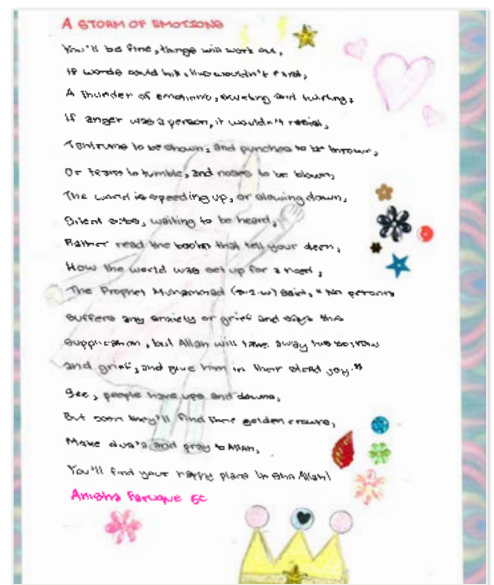 A STORM OF EMOTIONS
You'll be fine, things will work out,
If words could kill, lives wouldn't exist,
A thunder of emotions, swirling and twirling,
If anger was a person, it wouldn't resist,
Tantrums to be shown, and punches to be thrown,
Or tears to tumble, and noses to be blown,
The world is speeding up, or slowing down,
Silent sobs, waiting to be heard,
Rather read the books that tell your deen,
How the world was set up for a need,
The Prophet Muhammad (s.a.w) said, "No person
suffers any anxiety or grief and says this
supplication, but Allah will take away his sorrow
and grief, and give him in their stead joy."
See, people have ups and downs,
But soon they'll find there golden crowns,
Make dua's and pray to Allah,
You'll find your happy place in sha Allah!
Anisha Faruque 6C